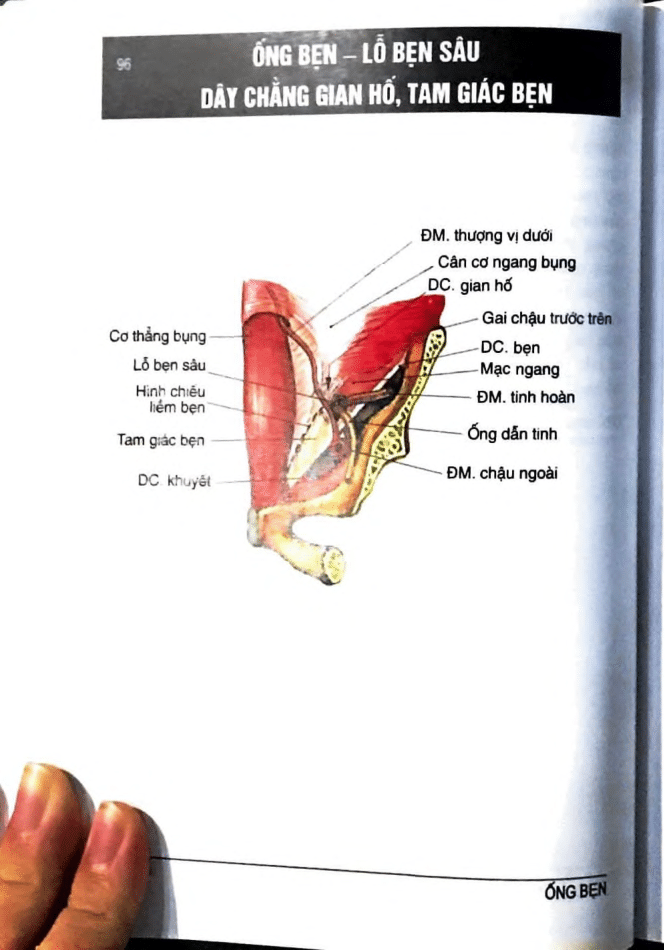 96
ỐNG BẸN – LỖ BẸN SÂU
DÂY CHẰNG GIAN HỐ, TAM GIÁC BẸN
ĐM. thượng vị dưới
Cân cơ ngang bụng
DC. gian hố
Gai chậu trước trên
DC. bẹn
Mạc ngang
ĐM. tinh hoàn
Ống dẫn tinh
ĐM. chậu ngoài
Cơ thẳng bụng
Lỗ bẹn sâu
Hình chiếu
liềm bẹn
Tam giác bẹn
DC. khuyết
ỐNG BẸN